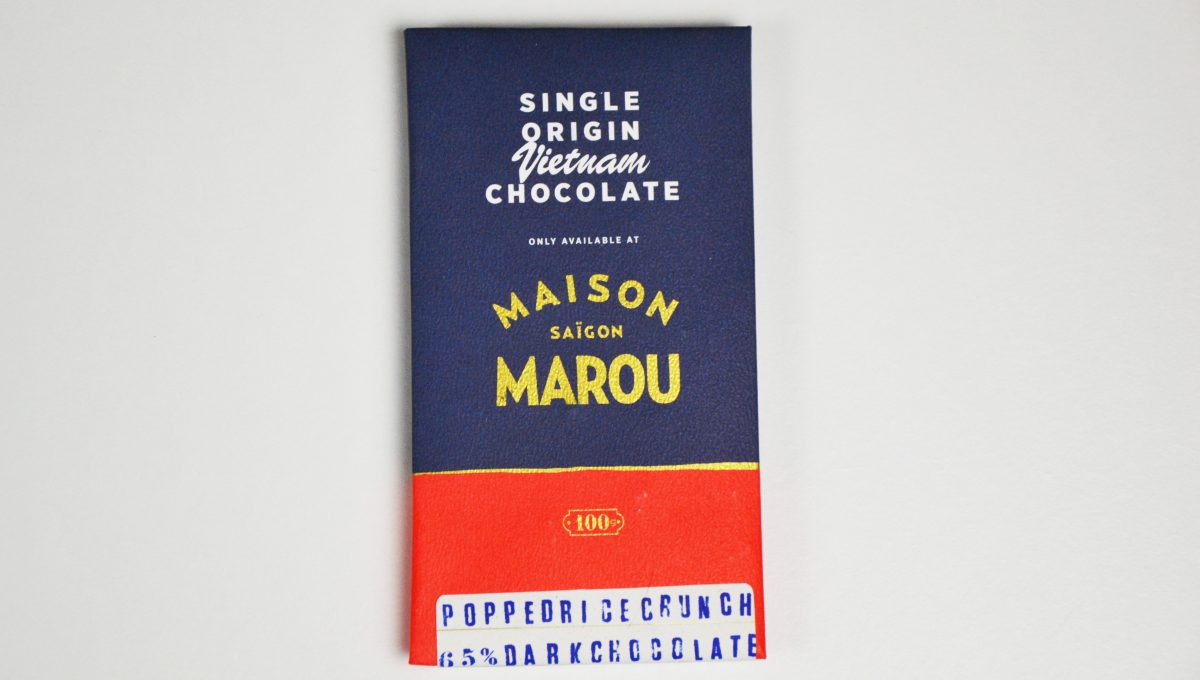 SINGLE
ORIGIN
Vietnam
CHOCOLATE
ONLY AVAILABLE AT
MAISON
SAÏGON
MAROU
100g
POPPEDRICECRUNCH
65%DARKCHOCOLATE